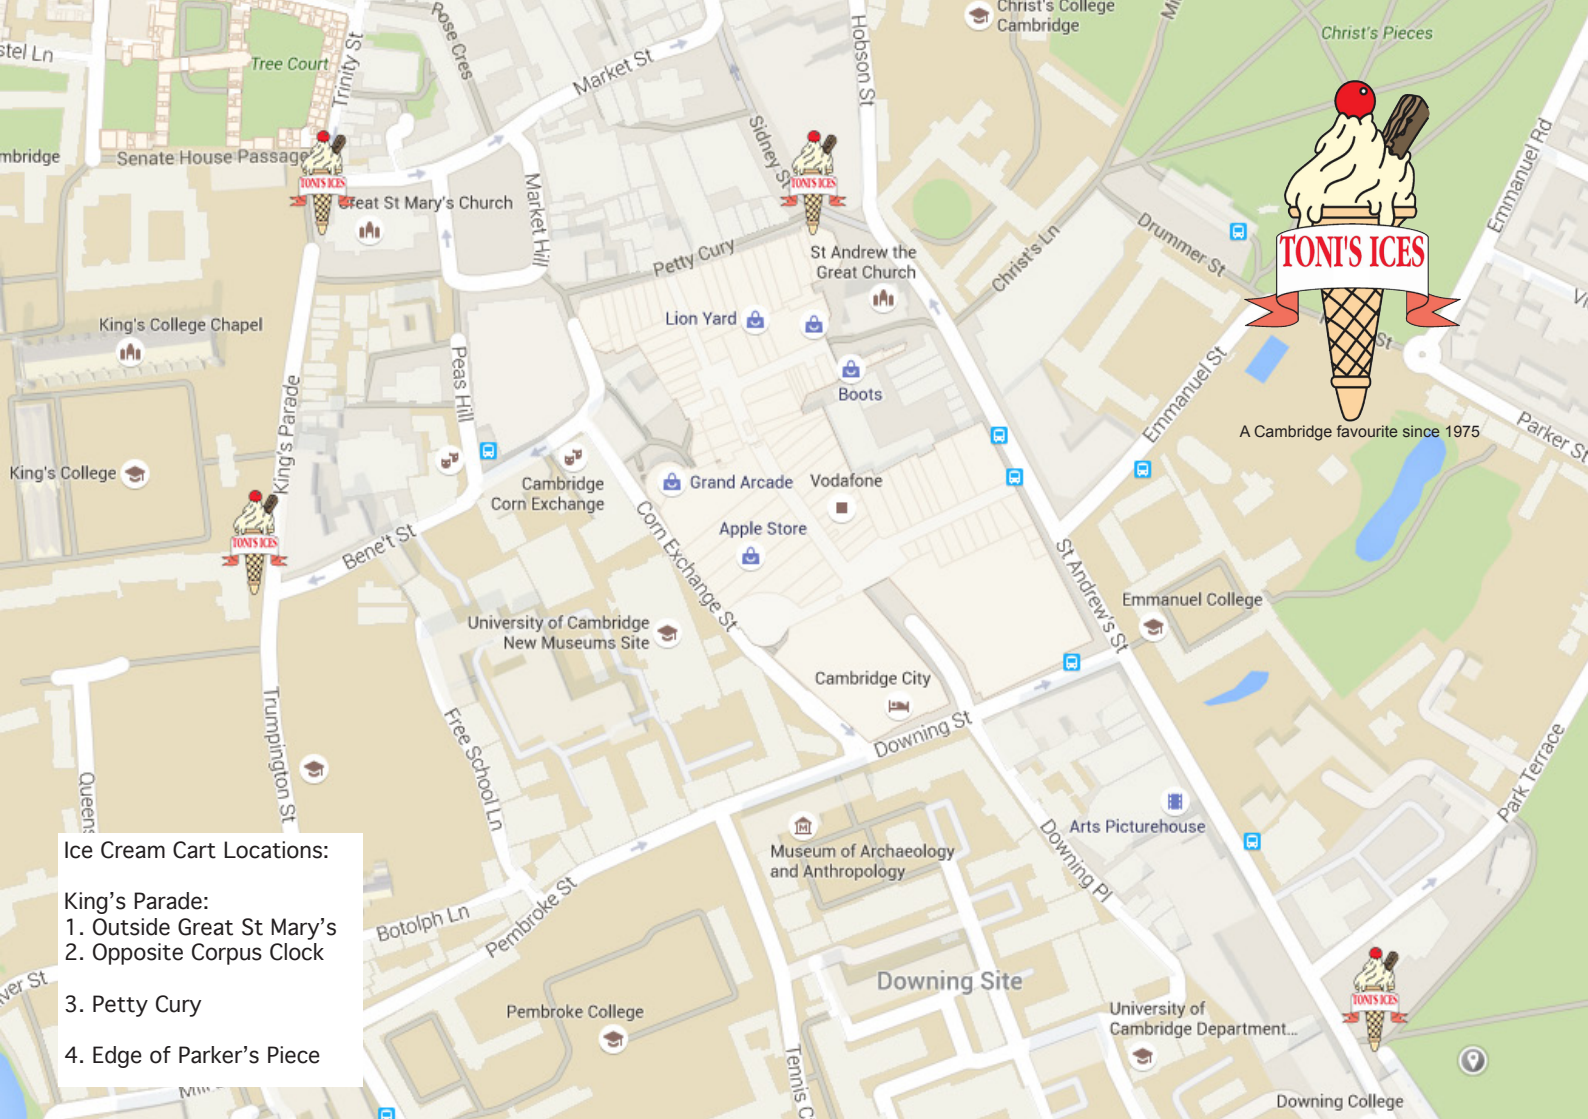 Christ's College
Cambridge
Christ's Pieces
stel Ln
Tree Court
Trinity St
Rose Cres
Market St
Hobson St
Sidney St
Emmanuel Rd
mbridge
Senate House Passage
TONI'S ICES
TONI'S ICES
Great St Mary's Church
Market Hill
Petty Cury
St Andrew the
Great Church
Christ's Ln
Drummer St
TONI'S ICES
King's College Chapel
Lion Yard
Peas Hill
King's Parade
Boots
Emmanuel St
St
Parker St
A Cambridge favourite since 1975
King's College
Cambridge
Corn Exchange
Grand Arcade
Vodafone
Apple Store
TONI'S ICES
Bene't St
Corn Exchange St
St Andrew's St
Emmanuel College
University of Cambridge
New Museums Site
Cambridge City
Downing St
Trumpington St
Free School Ln
Queens
Park Terrace
Arts Picturehouse
Museum of Archaeology
and Anthropology
Downing Pl
Ice Cream Cart Locations:
King's Parade:
1. Outside Great St Mary's
2. Opposite Corpus Clock
3. Petty Cury
4. Edge of Parker's Piece
Botolph Ln
Pembroke St
ver St
Downing Site
Pembroke College
University of
Cambridge Department...
TONI'S ICES
Tennis C
Downing College